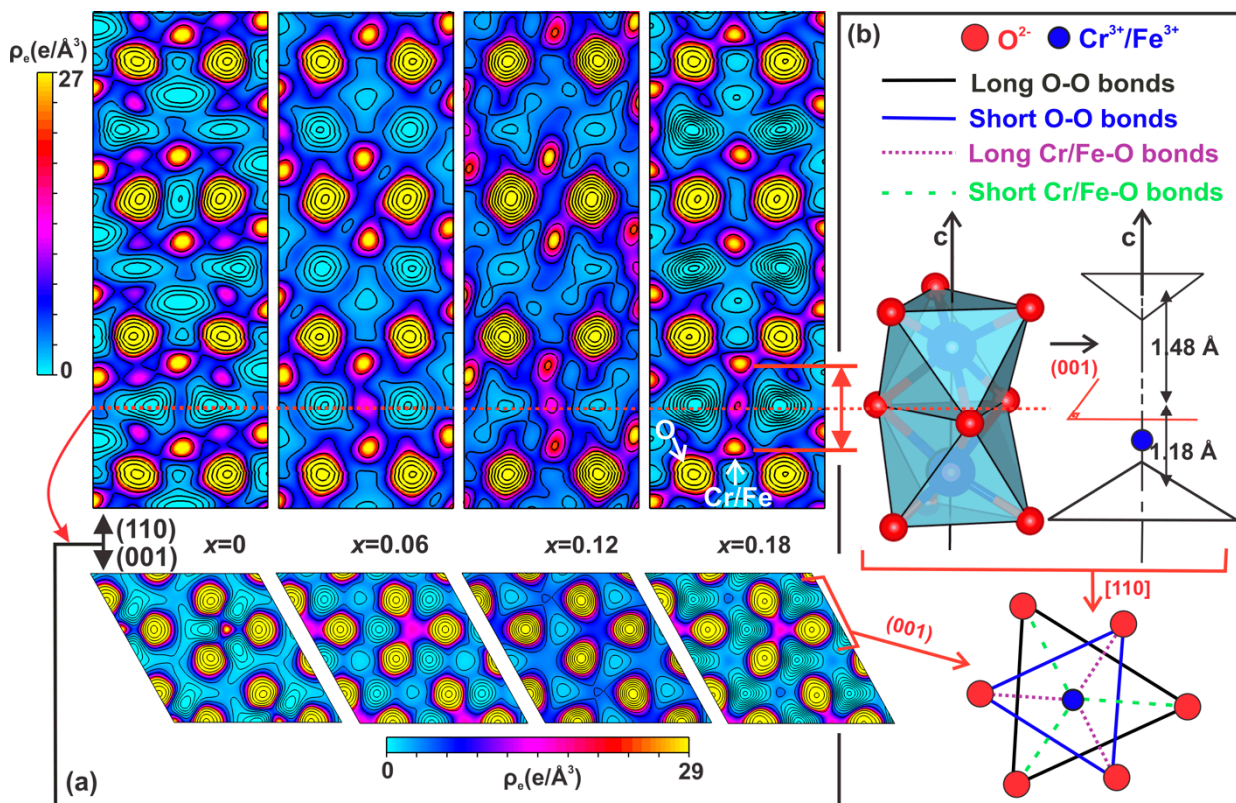 ρe(e/Å³)
27
0
O
Cr/Fe
(110)
(001)
x=0
x=0.06
x=0.12
x=0.18
(001)
0
29
ρe(e/Å³)
(a)
(b)
O²⁻
Cr³⁺/Fe³⁺
Long O-O bonds
Short O-O bonds
Long Cr/Fe-O bonds
Short Cr/Fe-O bonds
c
c
(001)
1.48 Å
1.18 Å
[110]